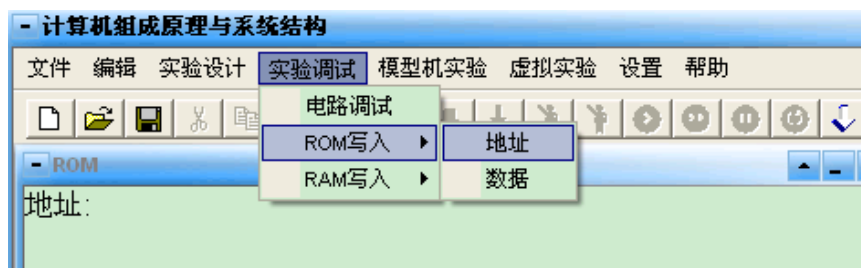 计算机组成原理与系统结构
文件 编辑 实验设计 实验调试 模型机实验 虚拟实验 设置 帮助
电路调试
ROM写入 地址
RAM写入 数据
ROM
地址: